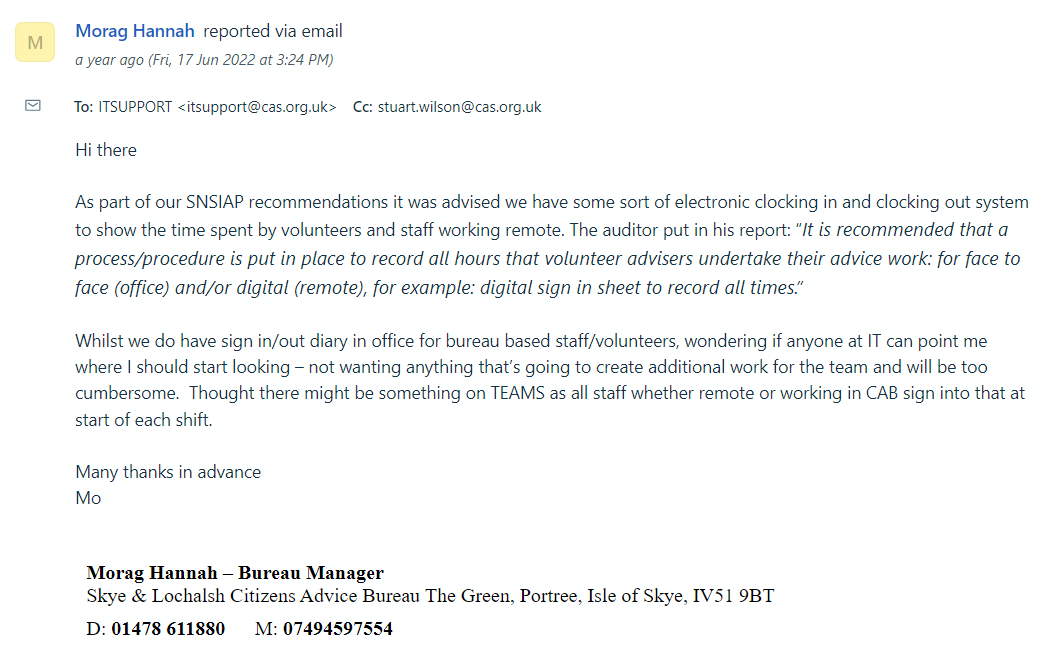 M
Morag Hannah reported via email
a year ago (Fri, 17 Jun 2022 at 3:24 PM)
To: ITSUPPORT <itsupport@cas.org.uk> Cc: stuart.wilson@cas.org.uk
Hi there
As part of our SNSIAP recommendations it was advised we have some sort of electronic clocking in and clocking out system
to show the time spent by volunteers and staff working remote. The auditor put in his report: “It is recommended that a
process/procedure is put in place to record all hours that volunteer advisers undertake their advice work: for face to
face (office) and/or digital (remote), for example: digital sign in sheet to record all times.”
Whilst we do have sign in/out diary in office for bureau based staff/volunteers, wondering if anyone at IT can point me
where I should start looking – not wanting anything that’s going to create additional work for the team and will be too
cumbersome.  Thought there might be something on TEAMS as all staff whether remote or working in CAB sign into that at
start of each shift.
Many thanks in advance
Mo
Morag Hannah – Bureau Manager
Skye & Lochalsh Citizens Advice Bureau The Green, Portree, Isle of Skye, IV51 9BT
D: 01478 611880 M: 07494597554